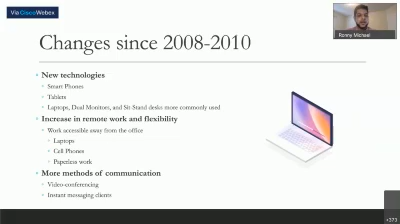 Via Cisco Webex
Ronny Michael
Changes since 2008-2010
New technologies
Smart Phones
Tablets
Laptops, Dual Monitors, and Sit-Stand desks more commonly used
Increase in remote work and flexibility
Work accessible away from the office
Laptops
Cell Phones
Paperless work
More methods of communication
Video-conferencing
Instant messaging clients
+373